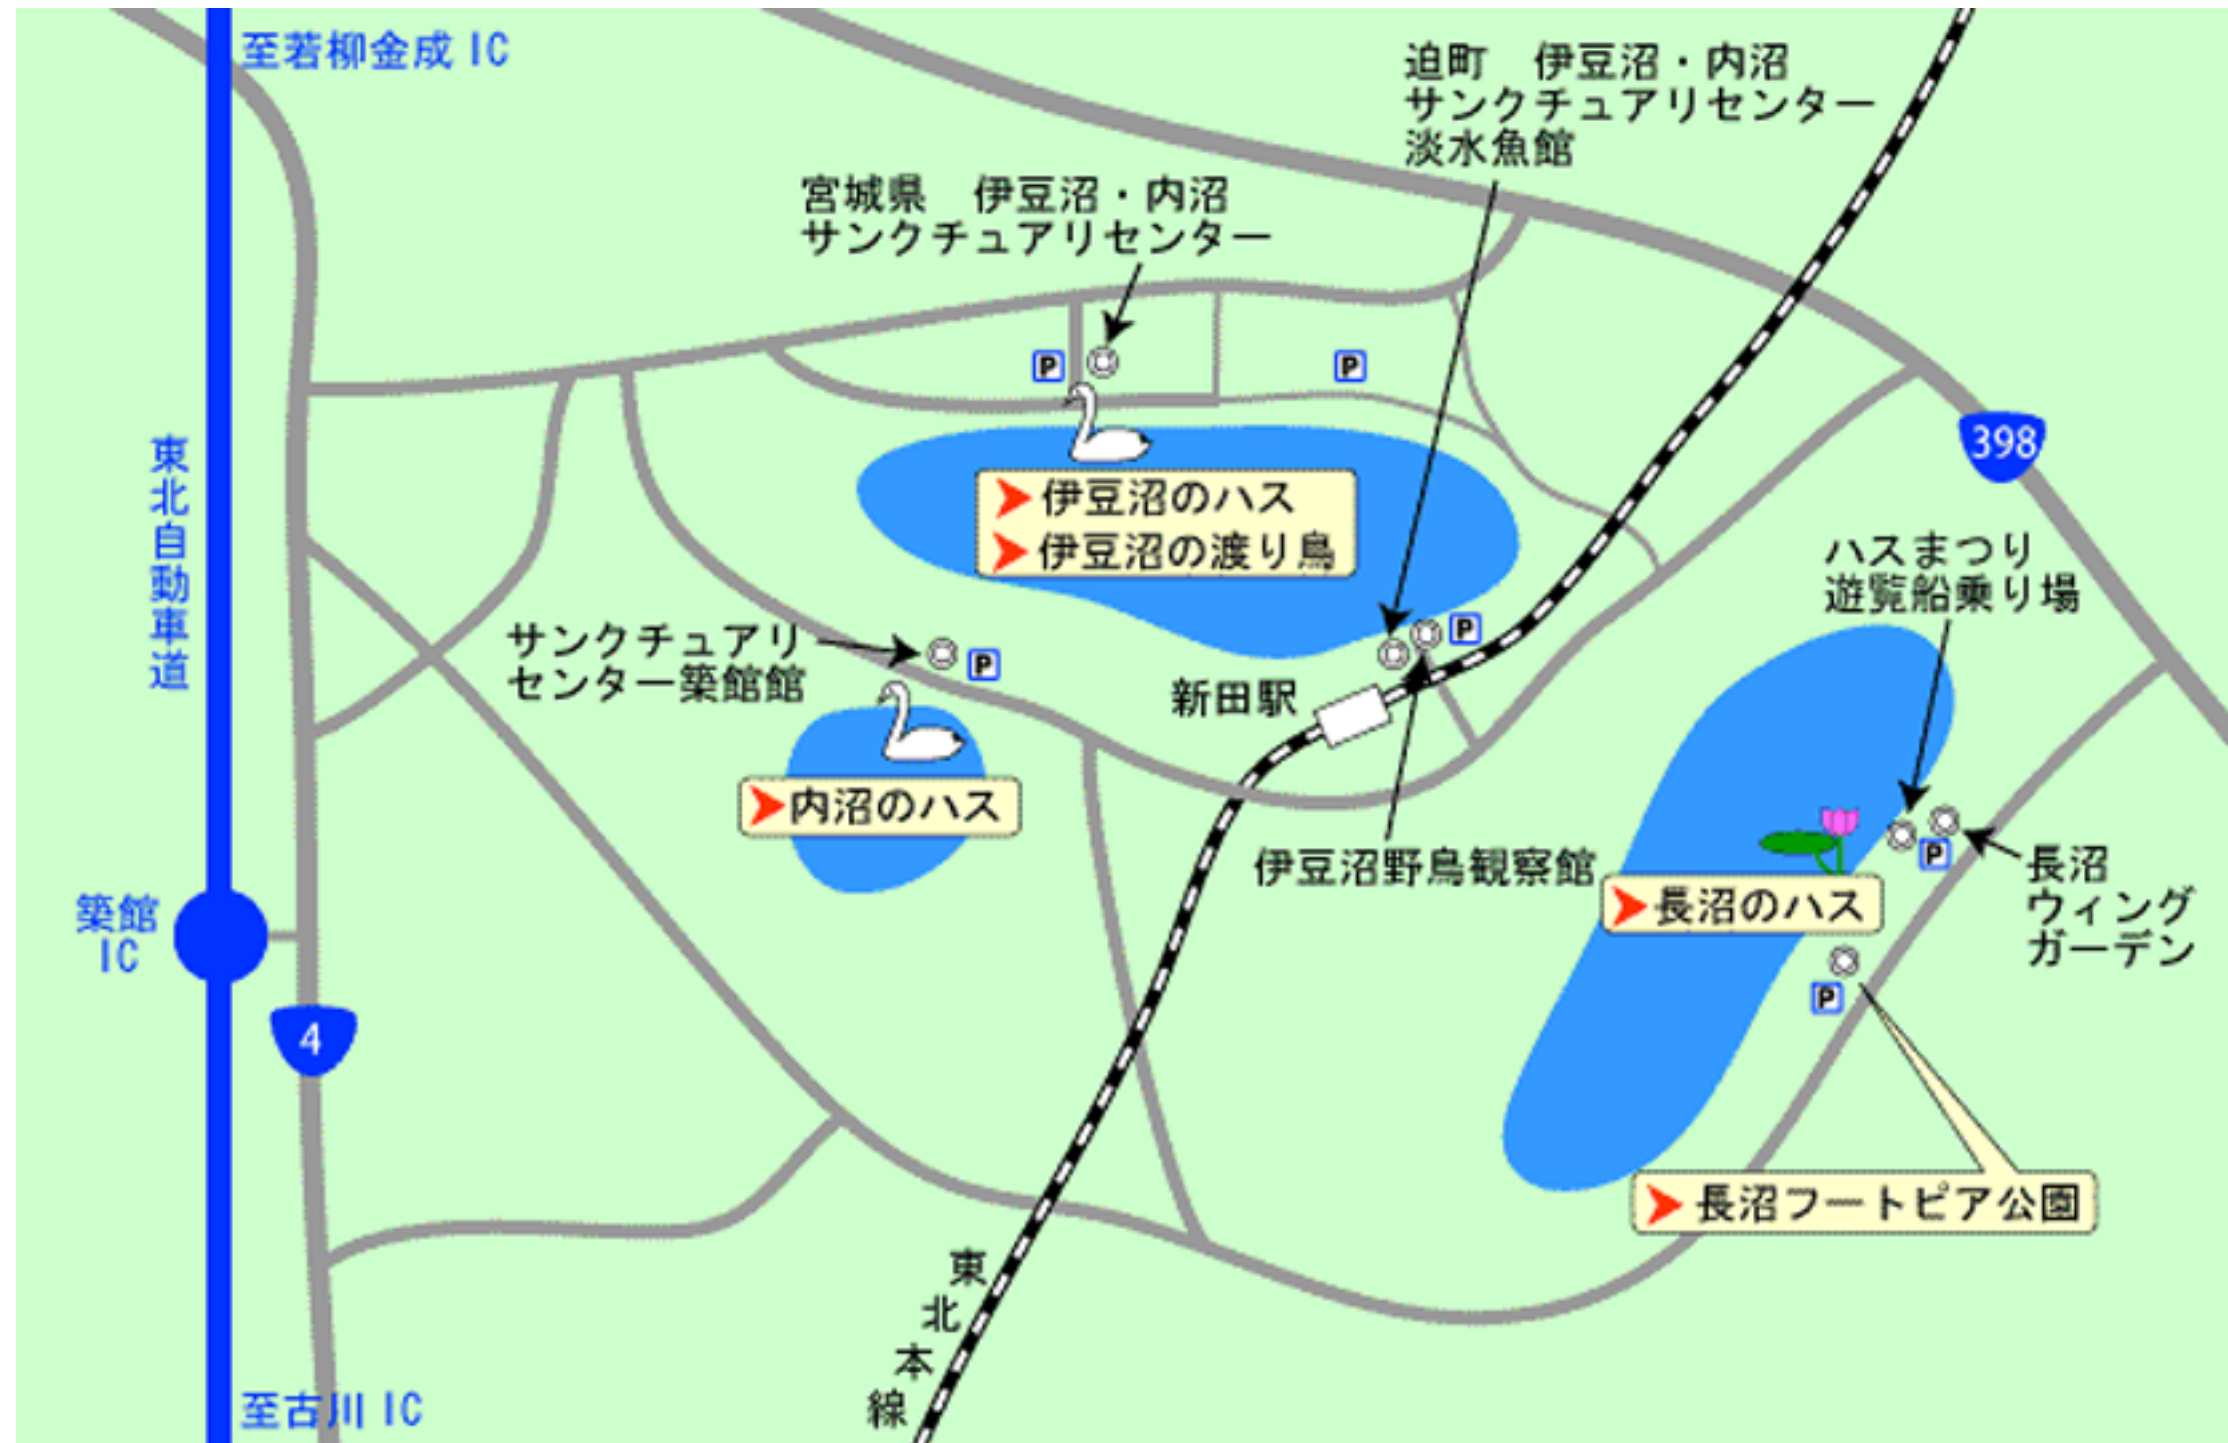 至若柳金成IC
迫町 伊豆沼・内沼
サンクチュアリセンター
淡水魚館
宮城県 伊豆沼・内沼
サンクチュアリセンター
P
P
398
東北自動車道
伊豆沼のハス
伊豆沼の渡り鳥
ハスまつり
遊覧船乗り場
サンクチュアリ
センター築館館
P
P
新田駅
内沼のハス
伊豆沼野鳥観察館
P
長沼
ウィング
ガーデン
長沼のハス
築館
IC
P
4
長沼フートピア公園
東北本線
至古川IC